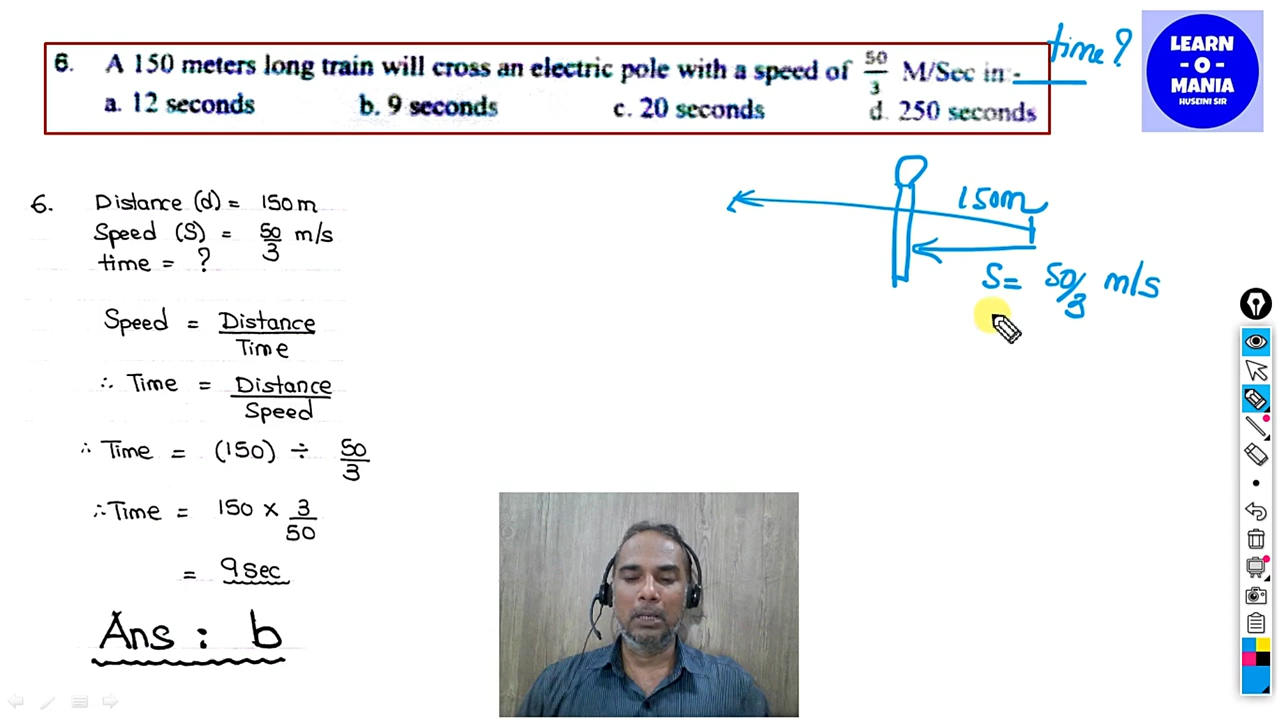 time ?
LEARN
- O -
MANIA
HUSEINI SIR
6. A 150 meters long train will cross an electric pole with a speed of 50/3 M/Sec in:-
a. 12 seconds b. 9 seconds c. 20 seconds d. 250 seconds
6. Distance (d) = 150 m
Speed (S) = 50/3 m/s
time = ?
Speed = Distance/Time
∴ Time = Distance/Speed
∴ Time = (150) ÷ 50/3
∴ Time = 150 × 3/50
= 9 sec
Ans : b
150m
S = 50/3 m/s